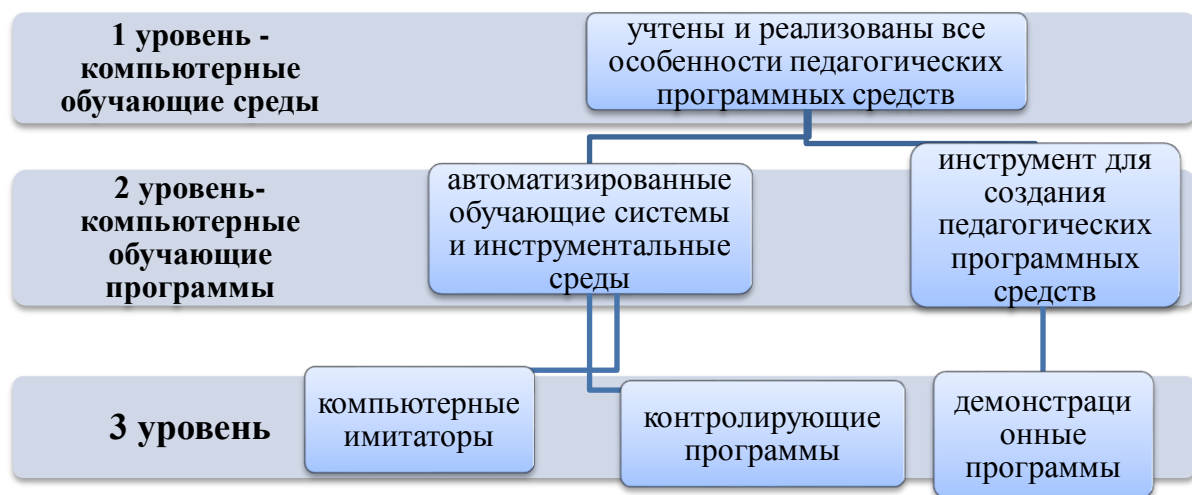 1 уровень -
компьютерные
обучающие среды
учтены и реализованы все
особенности педагогических
программных средств
2 уровень-
компьютерные
обучающие
программы
автоматизированные
обучающие системы
и инструментальные
среды
инструмент для
создания
педагогических
программных
средств
3 уровень
компьютерные
имитаторы
контролирующие
программы
демонстраци
онные
программы